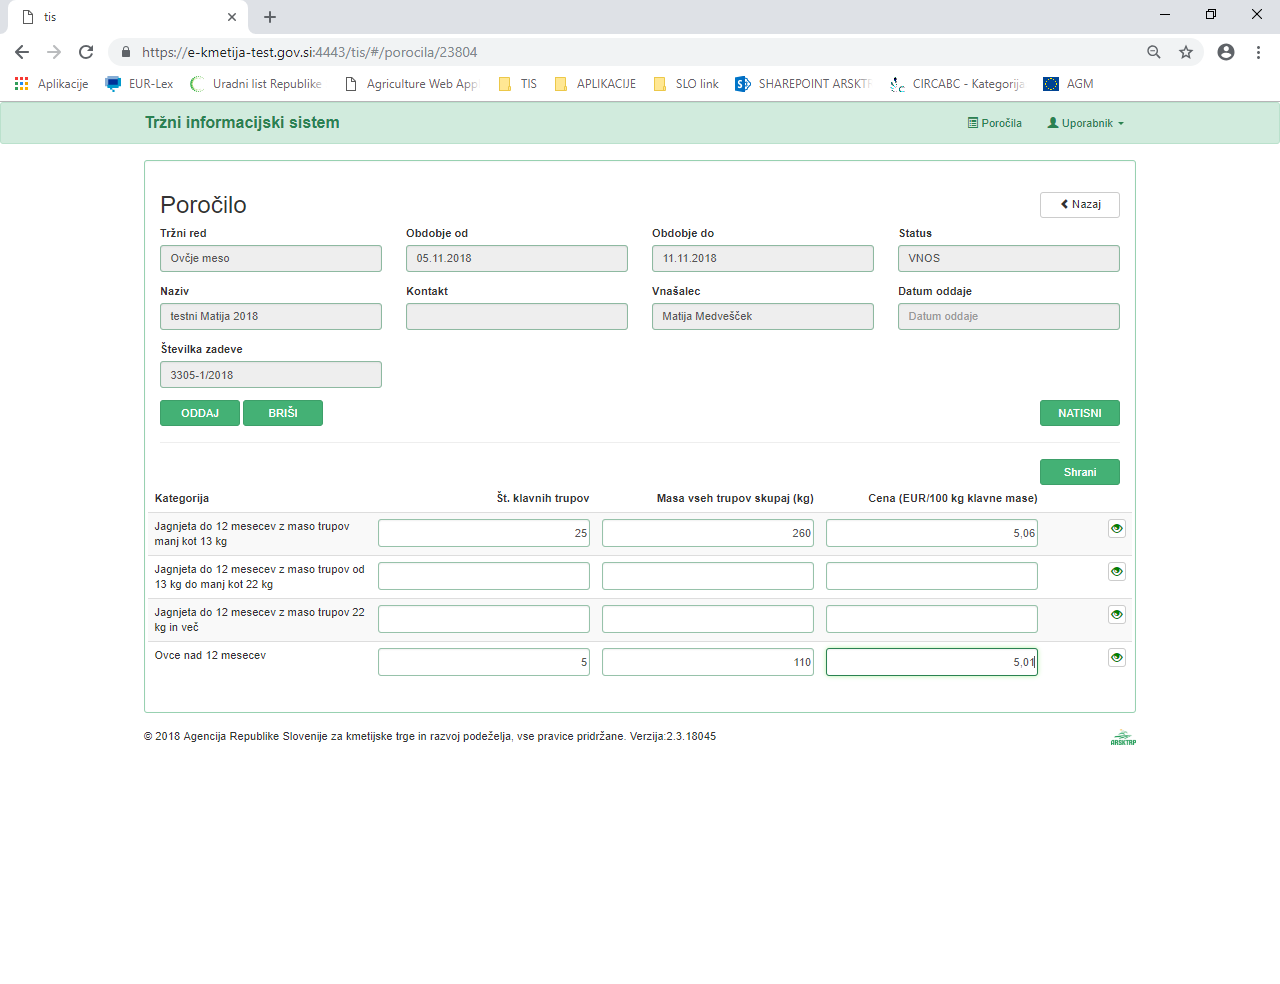 tis
https://e-kmetija-test.gov.si:4443/tis/#/porocila/23804
Aplikacije EUR-Lex Uradni list Republike Agriculture Web App TIS APLIKACIJE SLO link SHAREPOINT ARSKTR CIRCABC - Kategorija AGM
Tržni informacijski sistem Poročila Uporabnik
Poročilo Nazaj
Tržni red Obdobje od Obdobje do Status
Ovčje meso 05.11.2018 11.11.2018 VNOS
Naziv Kontakt Vnašalec Datum oddaje
testni Matija 2018 Matija Medvešček Datum oddaje
Številka zadeve
3305-1/2018
ODDAJ BRIŠI NATISNI
Shrani
Kategorija Št. klavnih trupov Masa vseh trupov skupaj (kg) Cena (EUR/100 kg klavne mase)
Jagnjeta do 12 mesecev z maso trupov
manj kot 13 kg 25 260 5,06
Jagnjeta do 12 mesecev z maso trupov od
13 kg do manj kot 22 kg
Jagnjeta do 12 mesecev z maso trupov 22
kg in več
Ovce nad 12 mesecev 5 110 5,01
© 2018 Agencija Republike Slovenije za kmetijske trge in razvoj podeželja, vse pravice pridržane. Verzija:2.3.18045
ARSKTRP